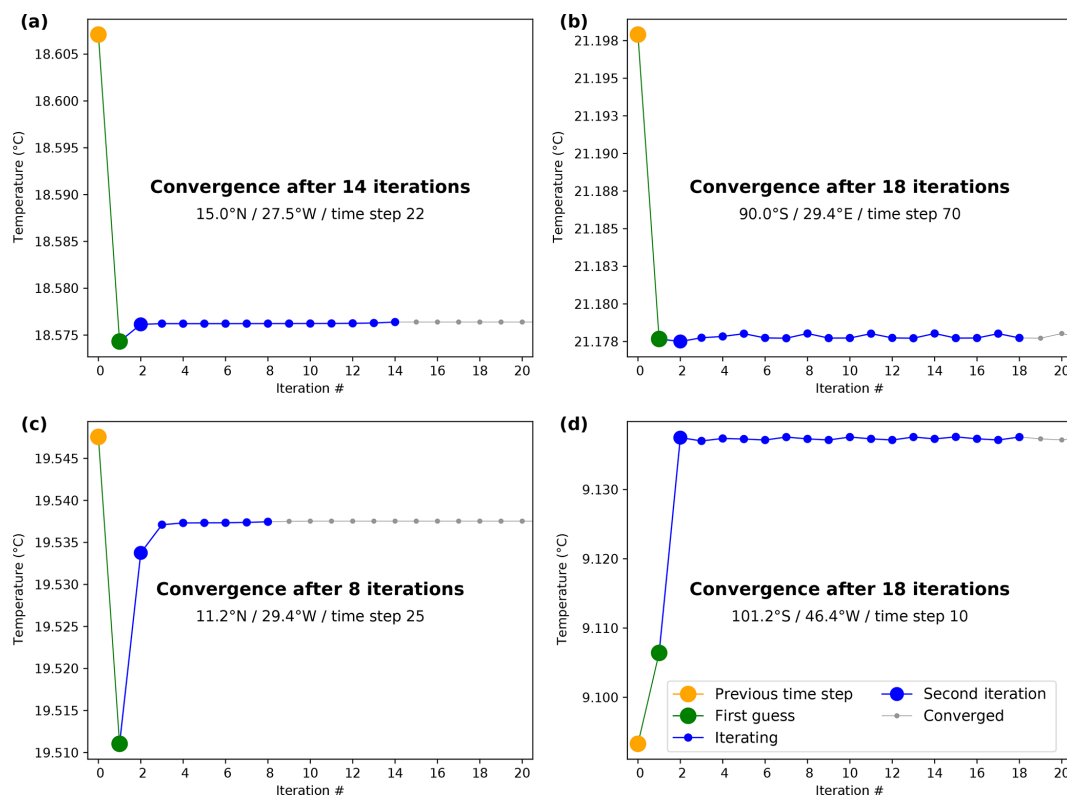 (a)
18.605
18.600
18.595
18.590
18.585
18.580
18.575
Temperature (°C)
Convergence after 14 iterations
15.0°N / 27.5°W / time step 22
0 2 4 6 8 10 12 14 16 18 20
Iteration #
(b)
21.198
21.195
21.193
21.190
21.188
21.185
21.183
21.180
21.178
Temperature (°C)
Convergence after 18 iterations
90.0°S / 29.4°E / time step 70
0 2 4 6 8 10 12 14 16 18 20
Iteration #
(c)
19.545
19.540
19.535
19.530
19.525
19.520
19.515
19.510
Temperature (°C)
Convergence after 8 iterations
11.2°N / 29.4°W / time step 25
0 2 4 6 8 10 12 14 16 18 20
Iteration #
(d)
9.130
9.120
9.110
9.100
Temperature (°C)
Convergence after 18 iterations
101.2°S / 46.4°W / time step 10
Previous time step
First guess
Iterating
Second iteration
Converged
0 2 4 6 8 10 12 14 16 18 20
Iteration #